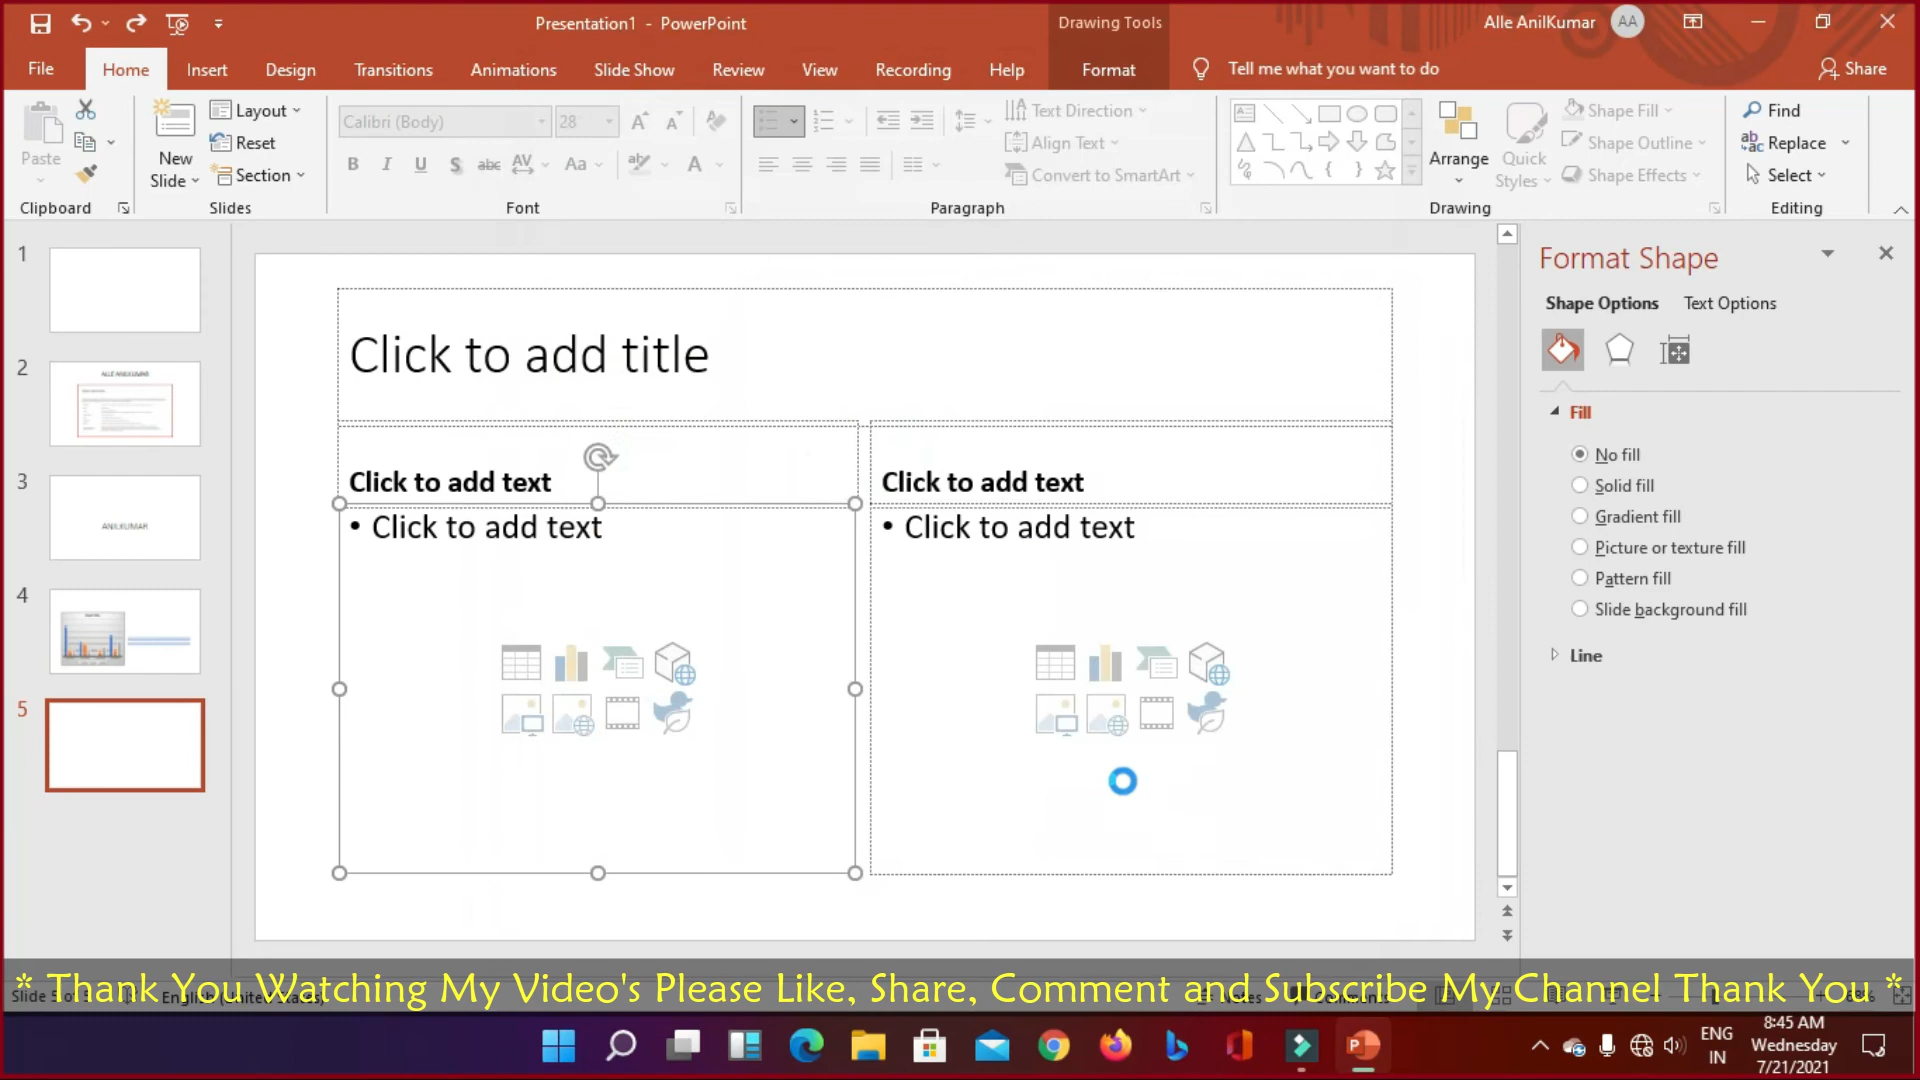 Presentation1 - PowerPoint
Drawing Tools
Alle AnilKumar
AA
File
Home
Insert
Design
Transitions
Animations
Slide Show
Review
View
Recording
Help
Format
Tell me what you want to do
Share
Paste
New
Slide
Layout
Reset
Section
Calibri (Body)
28
Text Direction
Align Text
Convert to SmartArt
Arrange
Quick
Styles
Shape Fill
Shape Outline
Shape Effects
Find
Replace
Select
Clipboard
Slides
Font
Paragraph
Drawing
Editing
1
2
ALLE ANILKUMAR
3
ANILKUMAR
4
5
Click to add title
Click to add text
Click to add text
• Click to add text
• Click to add text
Format Shape
Shape Options
Text Options
Fill
No fill
Solid fill
Gradient fill
Picture or texture fill
Pattern fill
Slide background fill
Line
* Thank You Watching My Video's Please Like, Share, Comment and Subscribe My Channel Thank You *
ENG
IN
8:45 AM
Wednesday
7/21/2021